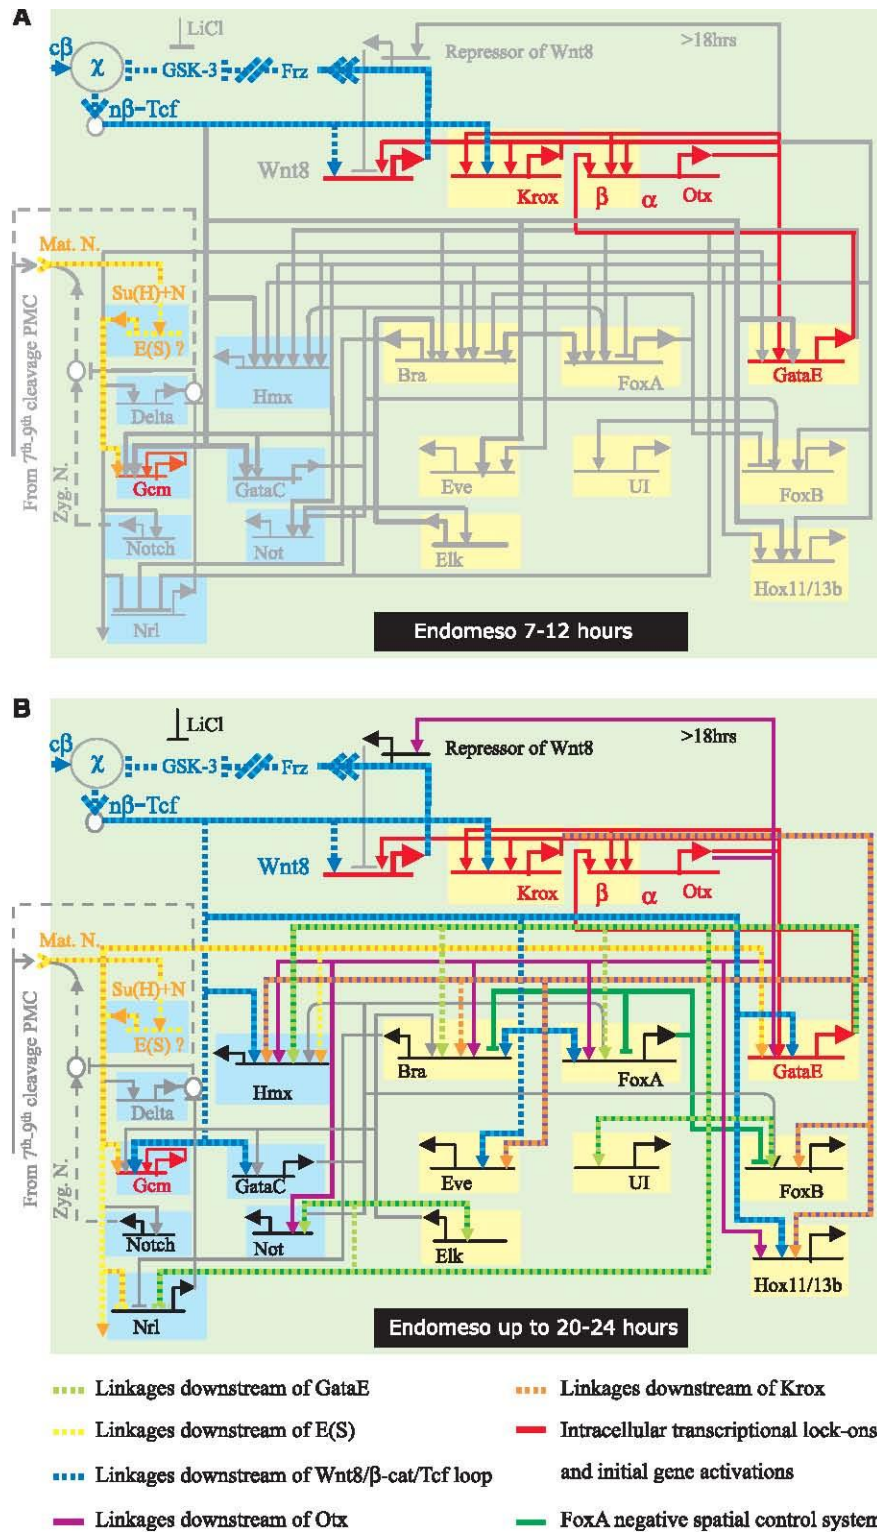 A
LiCl
cβ
χ
GSK-3
Frz
Repressor of Wnt8
>18hrs
nβ-Tcf
Wnt8
Krox
β
α
Otx
Mat. N.
Su(H)+N
E(S) ?
From 7th-9th cleavage PMC
Zyg. N.
Delta
Hmx
Bra
FoxA
GataE
Gcm
GataC
Eve
UI
FoxB
Notch
Not
Elk
Hox11/13b
Nrl
Endomeso 7-12 hours
B
LiCl
cβ
χ
GSK-3
Frz
Repressor of Wnt8
>18hrs
nβ-Tcf
Wnt8
Krox
β
α
Otx
Mat. N.
Su(H)+N
E(S) ?
From 7th-9th cleavage PMC
Zyg. N.
Delta
Hmx
Bra
FoxA
GataE
Gcm
GataC
Eve
UI
FoxB
Notch
Not
Elk
Hox11/13b
Nrl
Endomeso up to 20-24 hours
Linkages downstream of GataE
Linkages downstream of Krox
Linkages downstream of E(S)
Intracellular transcriptional lock-ons
and initial gene activations
Linkages downstream of Wnt8/β-cat/Tcf loop
Linkages downstream of Otx
FoxA negative spatial control system